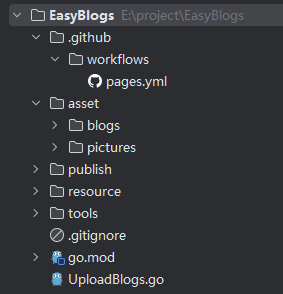 EasyBlogs E:\project\EasyBlogs
.github
workflows
pages.yml
asset
blogs
pictures
publish
resource
tools
.gitignore
go.mod
UploadBlogs.go